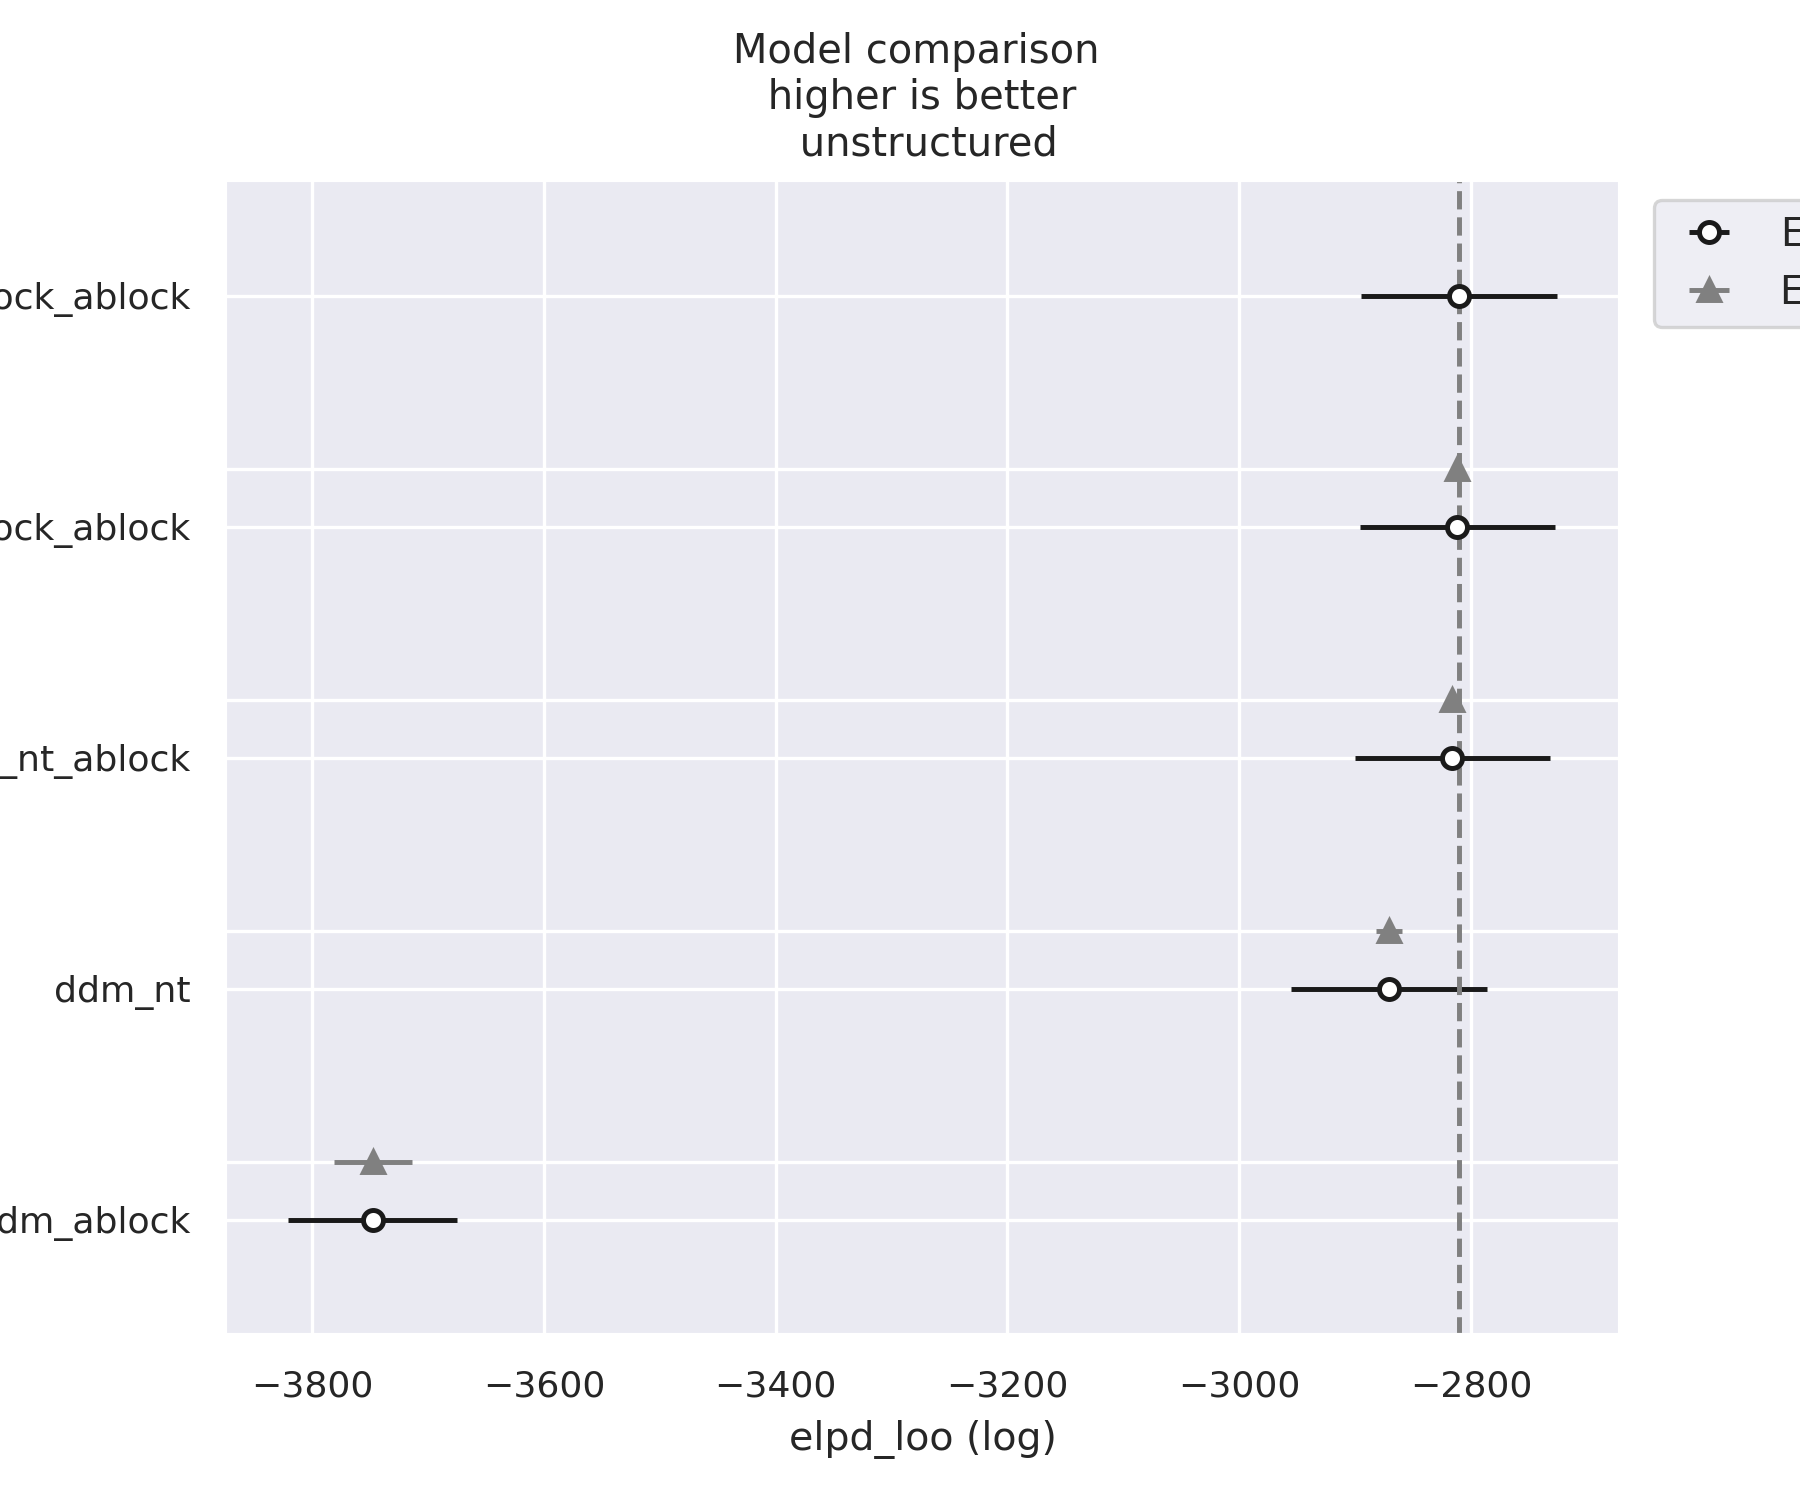 Model comparison
higher is better
unstructured
E
E
ock_ablock
ock_ablock
_nt_ablock
ddm_nt
dm_ablock
−3800 −3600 −3400 −3200 −3000 −2800
elpd_loo (log)